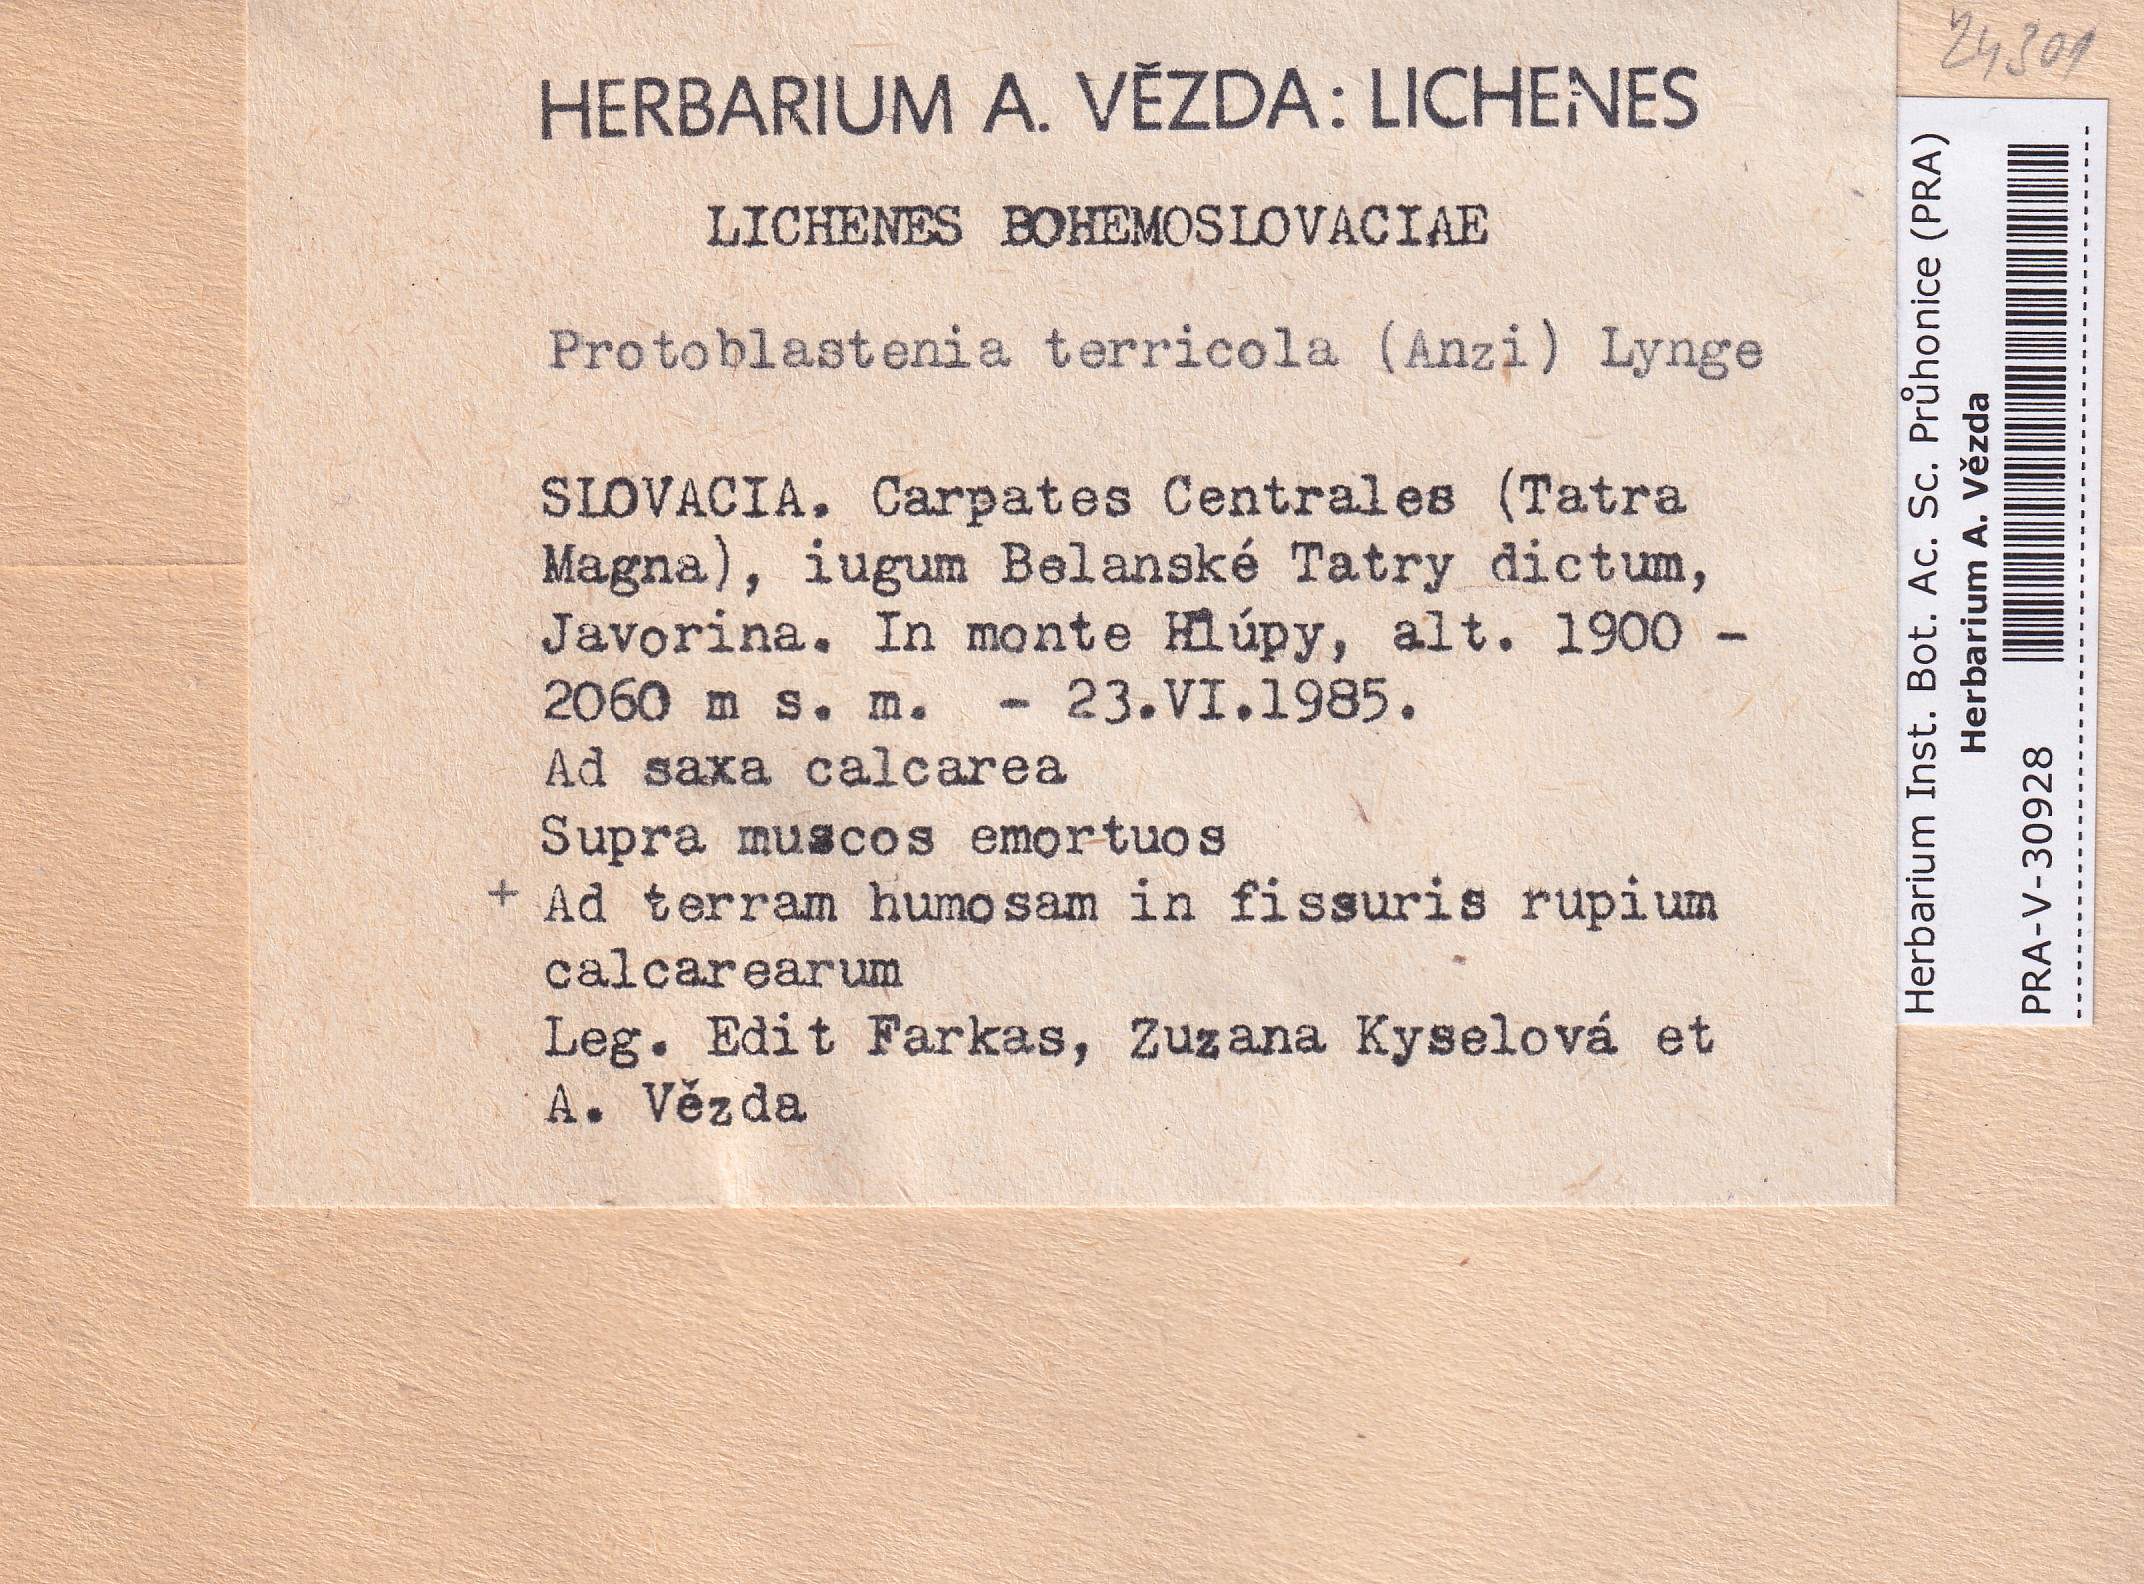 24301
HERBARIUM A. VĚZDA: LICHENES
LICHENES BOHEMOSLOVACIAE
Protoblastenia terricola (Anzi) Lynge
SLOVACIA. Carpates Centrales (Tatra
Magna), iugum Belanské Tatry dictum,
Javorina. In monte Hlúpy, alt. 1900 -
2060 m s. m. - 23.VI.1985.
Ad saxa calcarea
Supra muscos emortuos
+ Ad terram humosam in fissuris rupium
calcarearum
Leg. Edit Farkas, Zuzana Kyselová et
A. Vězda
Herbarium Inst. Bot. Ac. Sc. Průhonice (PRA)
Herbarium A. Vězda
PRA-V-30928